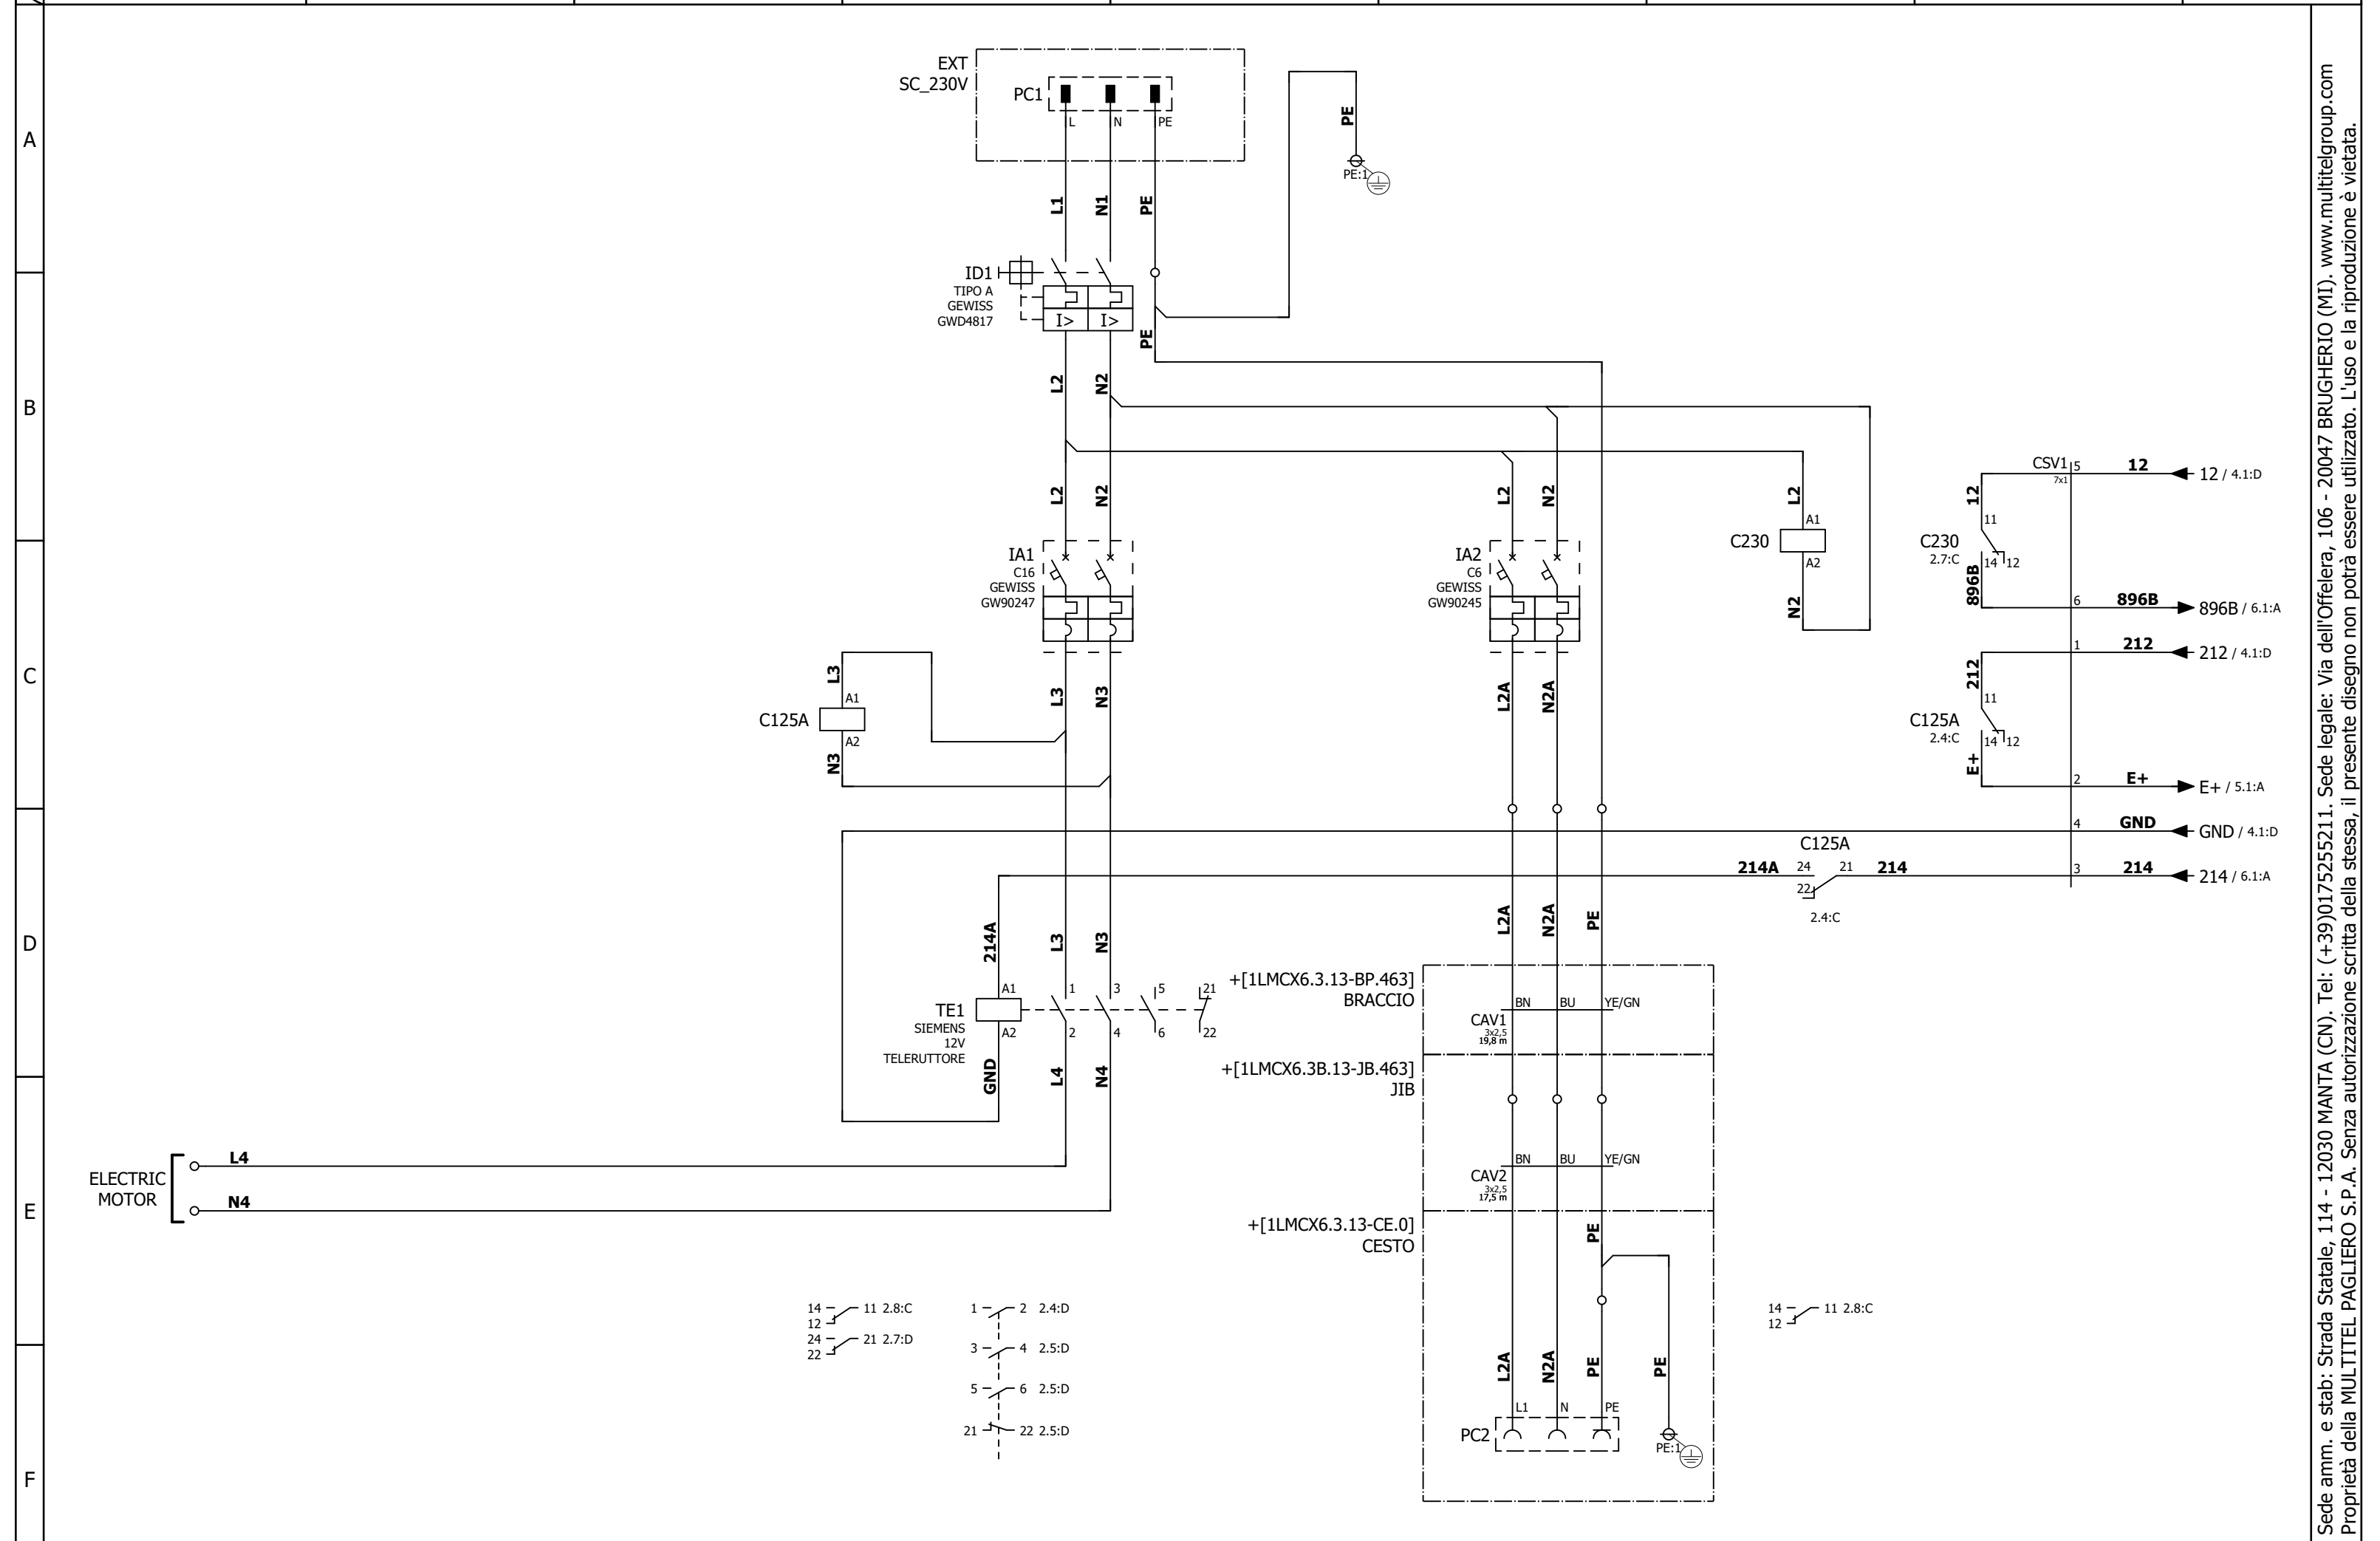 A
B
C
D
E
F
EXT
SC_230V
PC1
L
N
PE
PE
PE:1
L1
N1
PE
ID1
TIPO A
GEWISS
GWD4817
I>
I>
PE
L2
N2
L2
N2
L2
N2
L2
IA1
C16
GEWISS
GW90247
IA2
C6
GEWISS
GW90245
C230
A1
A2
N2
CSV1
7x1
5
12
12 / 4.1:D
12
11
C230
2.7:C
14
12
896B
6
896B
896B / 6.1:A
1
212
212 / 4.1:D
212
11
C125A
2.4:C
14
12
E+
2
E+
E+ / 5.1:A
4
GND
GND / 4.1:D
3
214
214 / 6.1:A
L3
A1
C125A
A2
N3
L3
N3
L2A
N2A
C125A
214A
24
21
214
22
2.4:C
214A
L3
N3
L2A
N2A
PE
A1
TE1
SIEMENS
12V
TELERUTTORE
A2
1
3
5
21
2
4
6
22
GND
L4
N4
+[1LMCX6.3.13-BP.463]
BRACCIO
BN
BU
YE/GN
CAV1
3x2,5
19,8 m
+[1LMCX6.3B.13-JB.463]
JIB
BN
BU
YE/GN
CAV2
3x2,5
17,5 m
+[1LMCX6.3.13-CE.0]
CESTO
PE
ELECTRIC
MOTOR
L4
N4
14
11 2.8:C
12
24
21 2.7:D
22
1
2 2.4:D
3
4 2.5:D
5
6 2.5:D
21
22 2.5:D
14
11 2.8:C
12
L2A
N2A
PE
PE
L1
N
PE
PC2
PE:1
Sede amm. e stab: Strada Statale, 114 - 12030 MANTA (CN). Tel: (+39)0175255211. Sede legale: Via dell'Offelera, 106 - 20047 BRUGHERIO (MI). www.multitelgroup.com
Proprietà della MULTITEL PAGLIERO S.P.A. Senza autorizzazione scritta della stessa, il presente disegno non potrà essere utilizzato. L'uso e la riproduzione è vietata.